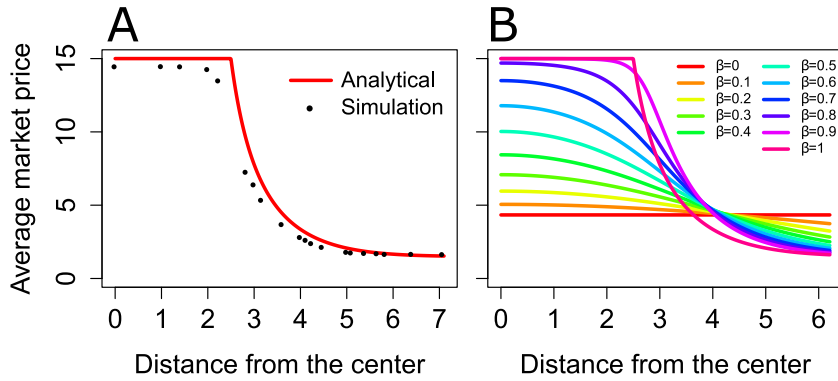 A
B
Average market price
0
5
10
15
Analytical
Simulation
0 1 2 3 4 5 6 7
Distance from the center
β=0
β=0.1
β=0.2
β=0.3
β=0.4
β=0.5
β=0.6
β=0.7
β=0.8
β=0.9
β=1
0 1 2 3 4 5 6
Distance from the center